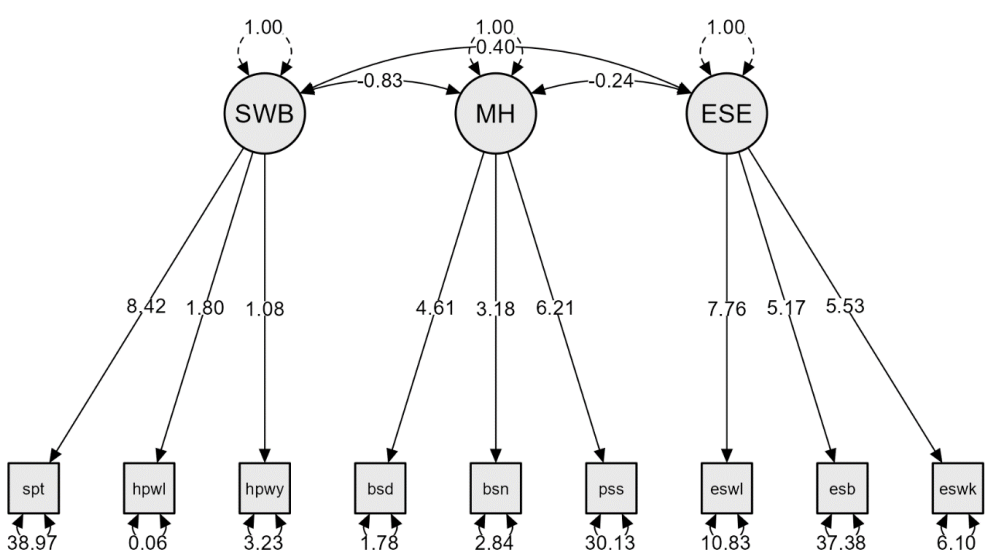 1.00 1.00 1.00
0.40
-0.83 -0.24
SWB MH ESE
8.42 1.80 1.08 4.61 3.18 6.21 7.76 5.17 5.53
spt hpwl hpwy bsd bsn pss eswl esb eswk
38.97 0.06 3.23 1.78 2.84 30.13 10.83 37.38 6.10